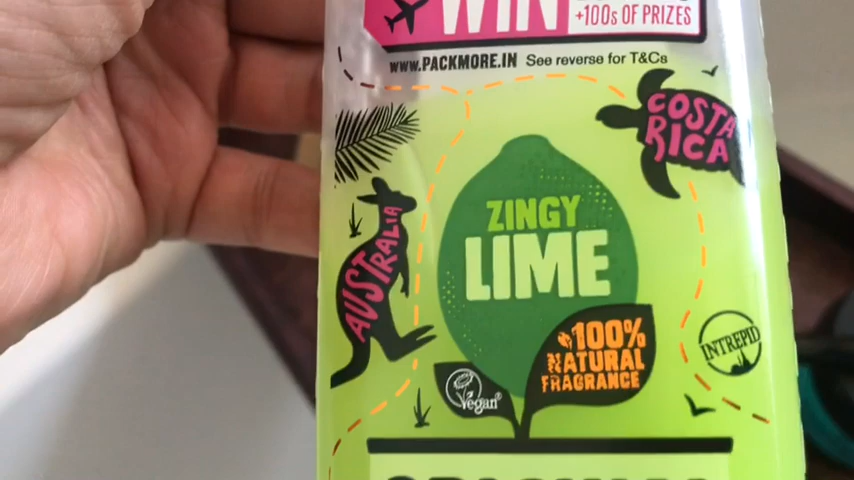 WIN
+100s OF PRIZES
www.PACKMORE.IN See reverse for T&Cs
COSTA
RICA
AUSTRALIA
ZINGY
LIME
100%
NATURAL
FRAGRANCE
INTREPID
Vegan